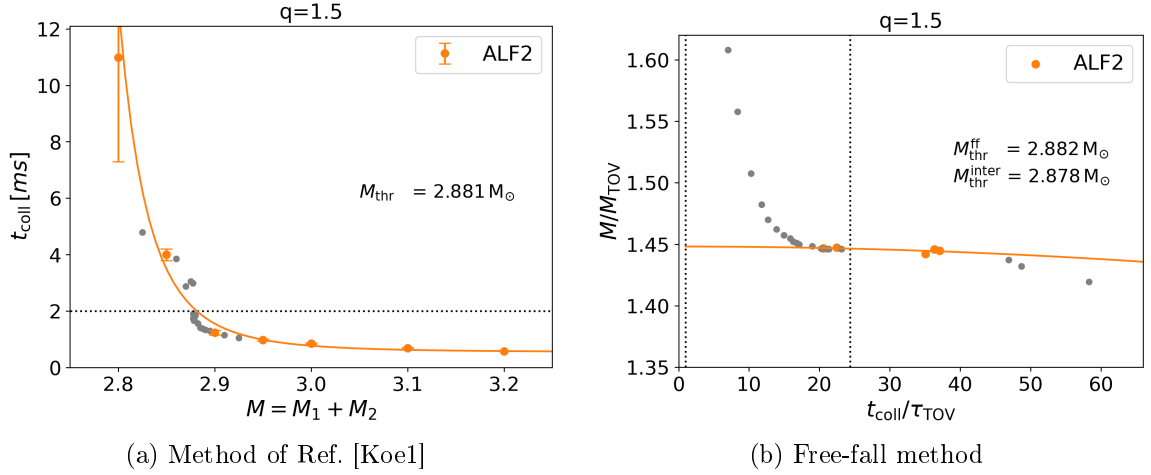 q=1.5
12
10
8
6
4
2
0
t_coll [ms]
ALF2
M_thr = 2.881 M_⊙
2.8 2.9 3.0 3.1 3.2
M = M_1 + M_2
(a) Method of Ref. [Koe1]
q=1.5
1.60
1.55
1.50
1.45
1.40
1.35
M/M_TOV
ALF2
M_thr^ff = 2.882 M_⊙
M_thr^inter = 2.878 M_⊙
0 10 20 30 40 50 60
t_coll/τ_TOV
(b) Free-fall method